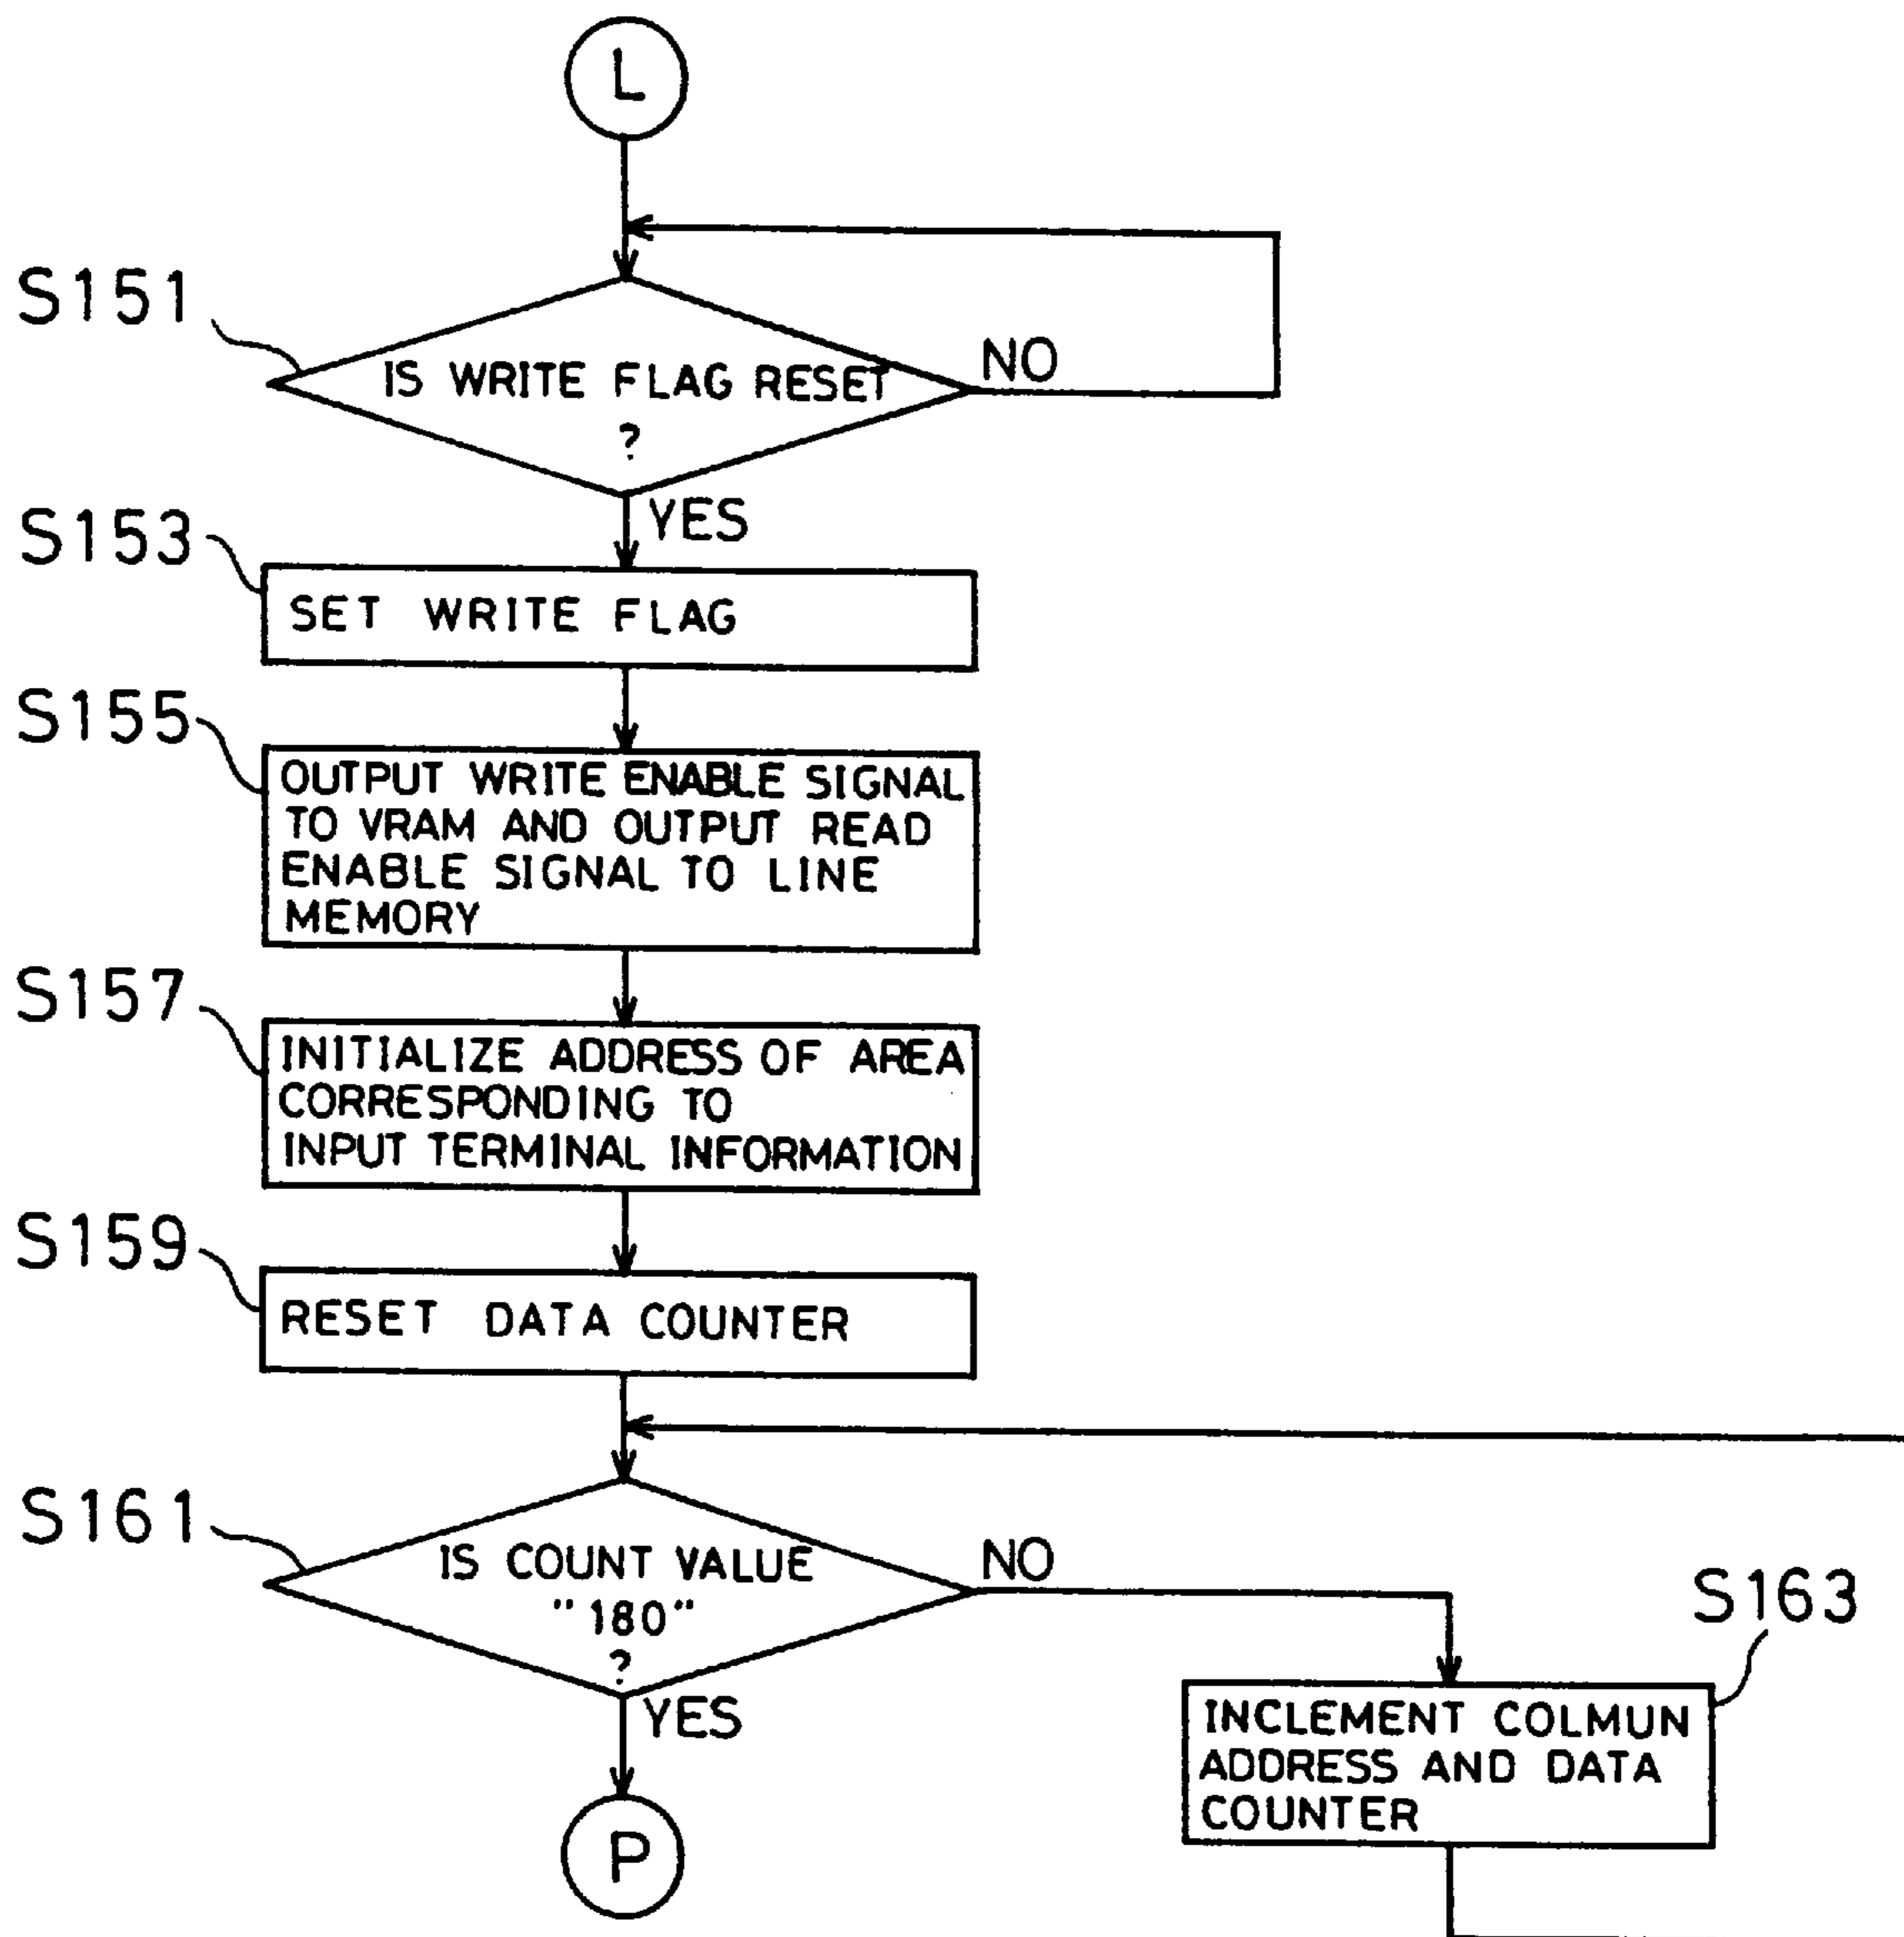 L
S151
IS WRITE FLAG RESET
?
NO
YES
S153
SET WRITE FLAG
S155
OUTPUT WRITE ENABLE SIGNAL
TO VRAM AND OUTPUT READ
ENABLE SIGNAL TO LINE
MEMORY
S157
INITIALIZE ADDRESS OF AREA
CORRESPONDING TO
INPUT TERMINAL INFORMATION
S159
RESET DATA COUNTER
S161
IS COUNT VALUE
"180"
?
NO
YES
S163
INCLEMENT COLMUN
ADDRESS AND DATA
COUNTER
P